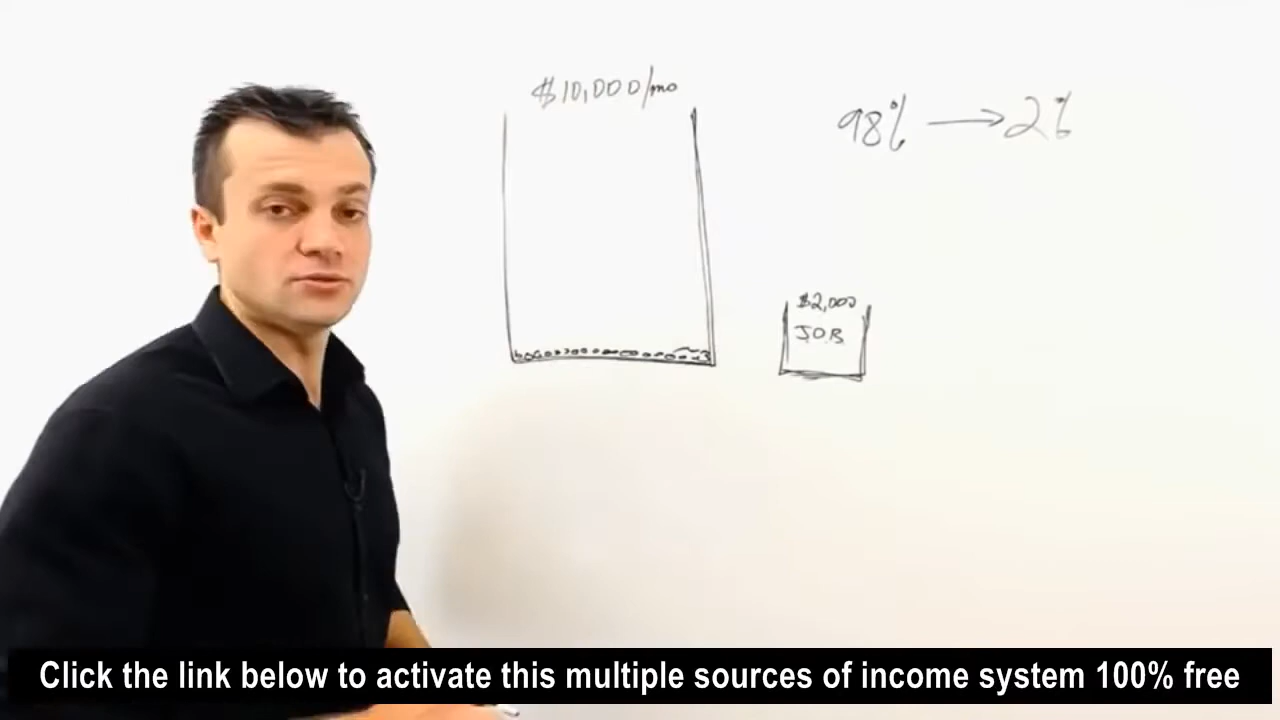 $10,000/mo
98% → 2%
$2,000
JOB
Click the link below to activate this multiple sources of income system 100% free